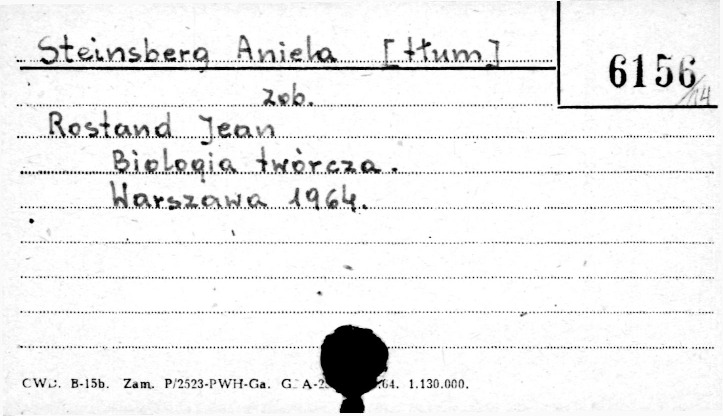 Steinsberg Aniela [tłum]
6156
/14
zob.
Rostand Jean
Biologia twórcza.
Warszawa 1964.
CWD. B-15b. Zam. P/2523-PWH-Ga. 64. 1.130.000.